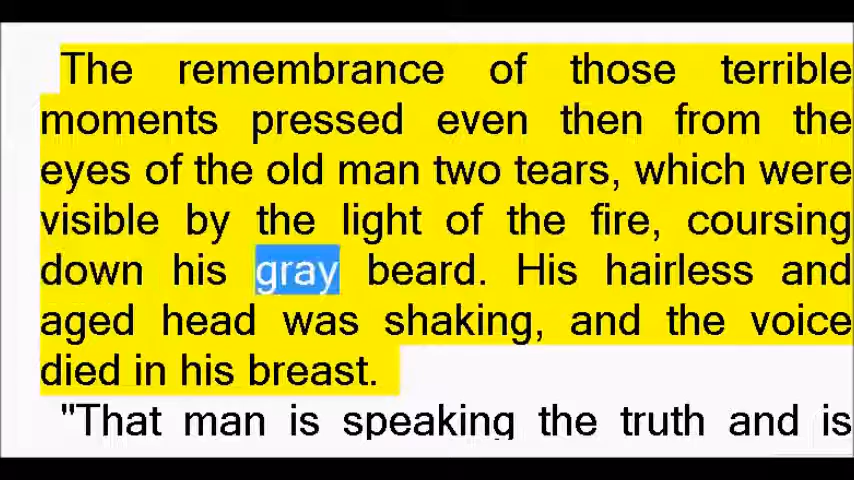 The remembrance of those terrible
moments pressed even then from the
eyes of the old man two tears, which were
visible by the light of the fire, coursing
down his gray beard. His hairless and
aged head was shaking, and the voice
died in his breast.
"That man is speaking the truth and is